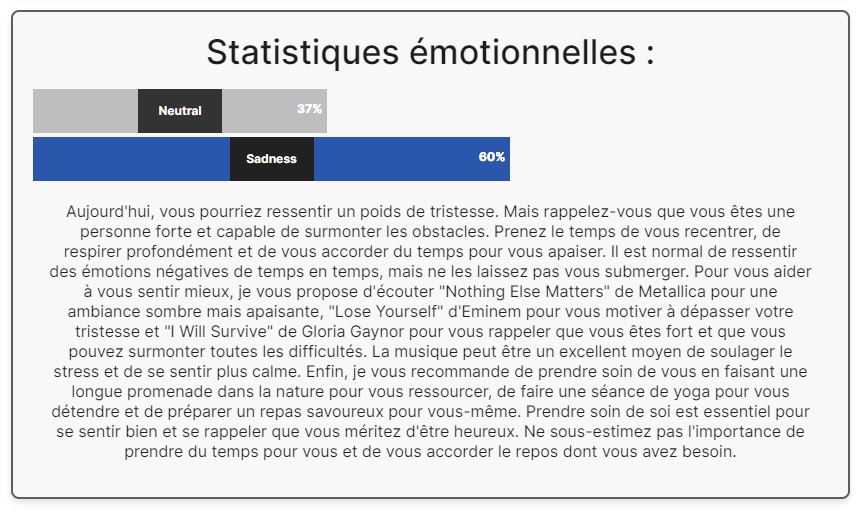 Statistiques émotionnelles :
Neutral 37%
Sadness 60%
Aujourd'hui, vous pourriez ressentir un poids de tristesse. Mais rappelez-vous que vous êtes une
personne forte et capable de surmonter les obstacles. Prenez le temps de vous recentrer, de
respirer profondément et de vous accorder du temps pour vous apaiser. Il est normal de ressentir
des émotions négatives de temps en temps, mais ne les laissez pas vous submerger. Pour vous aider
à vous sentir mieux, je vous propose d'écouter "Nothing Else Matters" de Metallica pour une
ambiance sombre mais apaisante, "Lose Yourself" d'Eminem pour vous motiver à dépasser votre
tristesse et "I Will Survive" de Gloria Gaynor pour vous rappeler que vous êtes fort et que vous
pouvez surmonter toutes les difficultés. La musique peut être un excellent moyen de soulager le
stress et de se sentir plus calme. Enfin, je vous recommande de prendre soin de vous en faisant une
longue promenade dans la nature pour vous ressourcer, de faire une séance de yoga pour vous
détendre et de préparer un repas savoureux pour vous-même. Prendre soin de soi est essentiel pour
se sentir bien et se rappeler que vous méritez d'être heureux. Ne sous-estimez pas l'importance de
prendre du temps pour vous et de vous accorder le repos dont vous avez besoin.